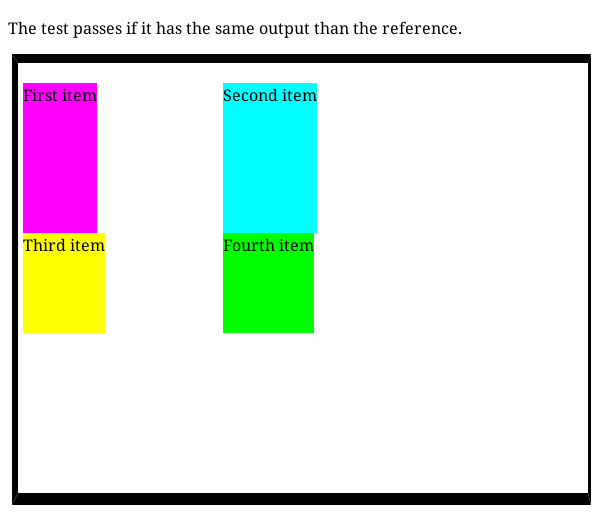 The test passes if it has the same output than the reference.
First item
Second item
Third item
Fourth item